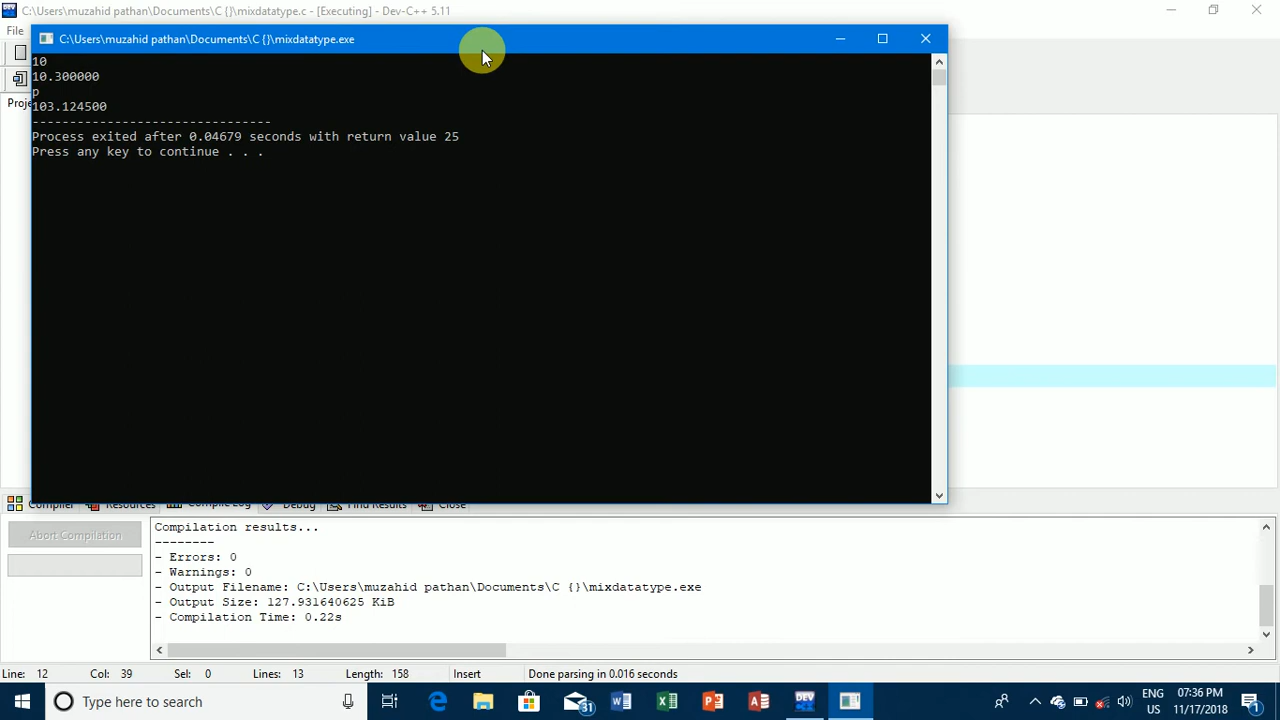 C:\Users\muzahid pathan\Documents\C {}\mixdatatype.c - [Executing] - Dev-C++ 5.11
File
C:\Users\muzahid pathan\Documents\C {}\mixdatatype.exe
10
10.300000
p
103.124500
--------------------------------
Process exited after 0.04679 seconds with return value 25
Press any key to continue . . .
Proje
Compiler Resources Compile Log Debug Find Results Close
Abort Compilation
Compilation results...
--------
- Errors: 0
- Warnings: 0
- Output Filename: C:\Users\muzahid pathan\Documents\C {}\mixdatatype.exe
- Output Size: 127.931640625 KiB
- Compilation Time: 0.22s
Line: 12 Col: 39 Sel: 0 Lines: 13 Length: 158 Insert Done parsing in 0.016 seconds
Type here to search
31
DEV
ENG
US
07:36 PM
11/17/2018
1